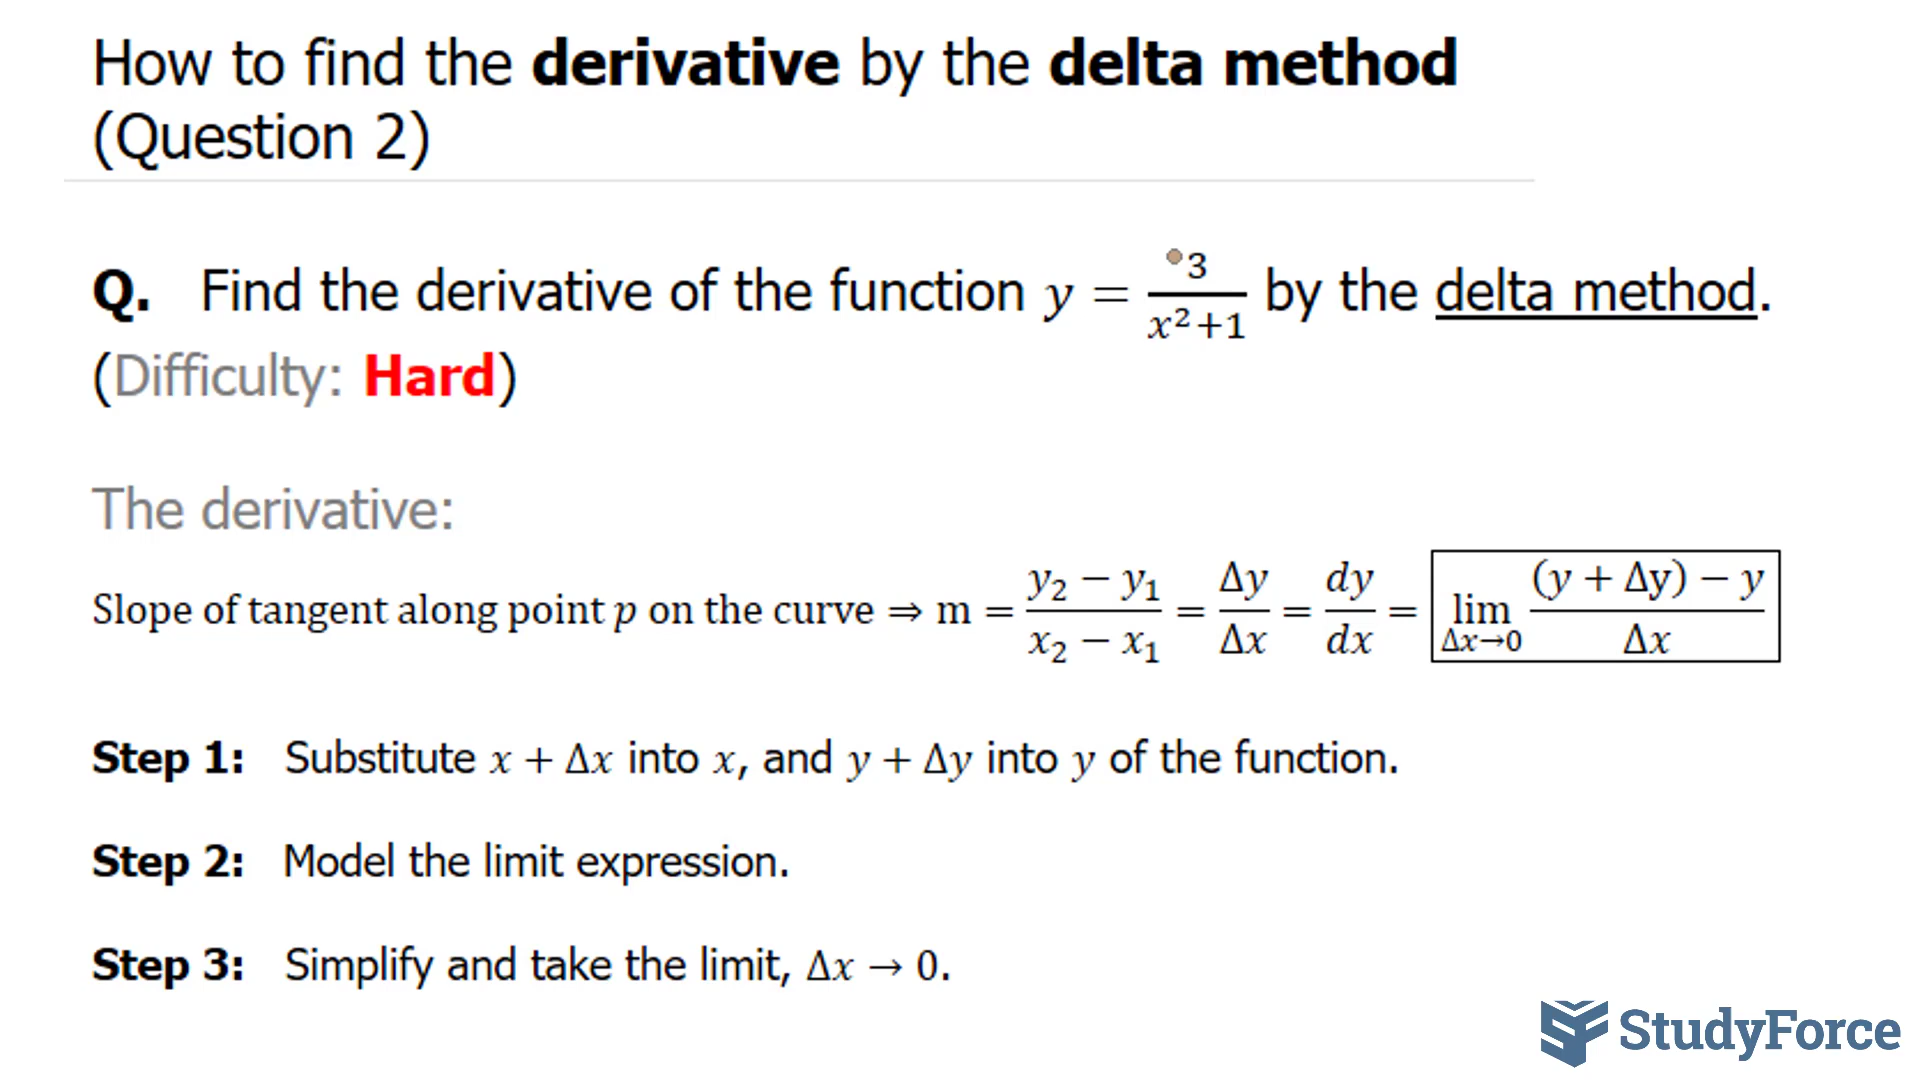 How to find the derivative by the delta method
(Question 2)
Q. Find the derivative of the function y = 3/(x²+1) by the delta method.
(Difficulty: Hard)
The derivative:
Slope of tangent along point p on the curve ⇒ m = (y₂ − y₁)/(x₂ − x₁) = Δy/Δx = dy/dx = lim Δx→0 ((y + Δy) − y)/Δx
Step 1: Substitute x + Δx into x, and y + Δy into y of the function.
Step 2: Model the limit expression.
Step 3: Simplify and take the limit, Δx → 0.
StudyForce